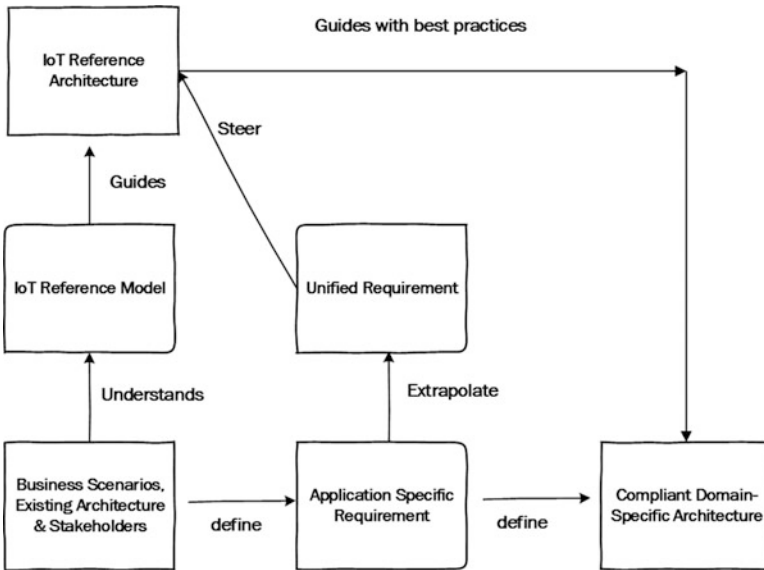 Guides with best practices
IoT Reference
Architecture
Steer
Guides
IoT Reference Model
Unified Requirement
Understands
Extrapolate
Business Scenarios,
Existing Architecture
& Stakeholders
define
Application Specific
Requirement
define
Compliant Domain-
Specific Architecture